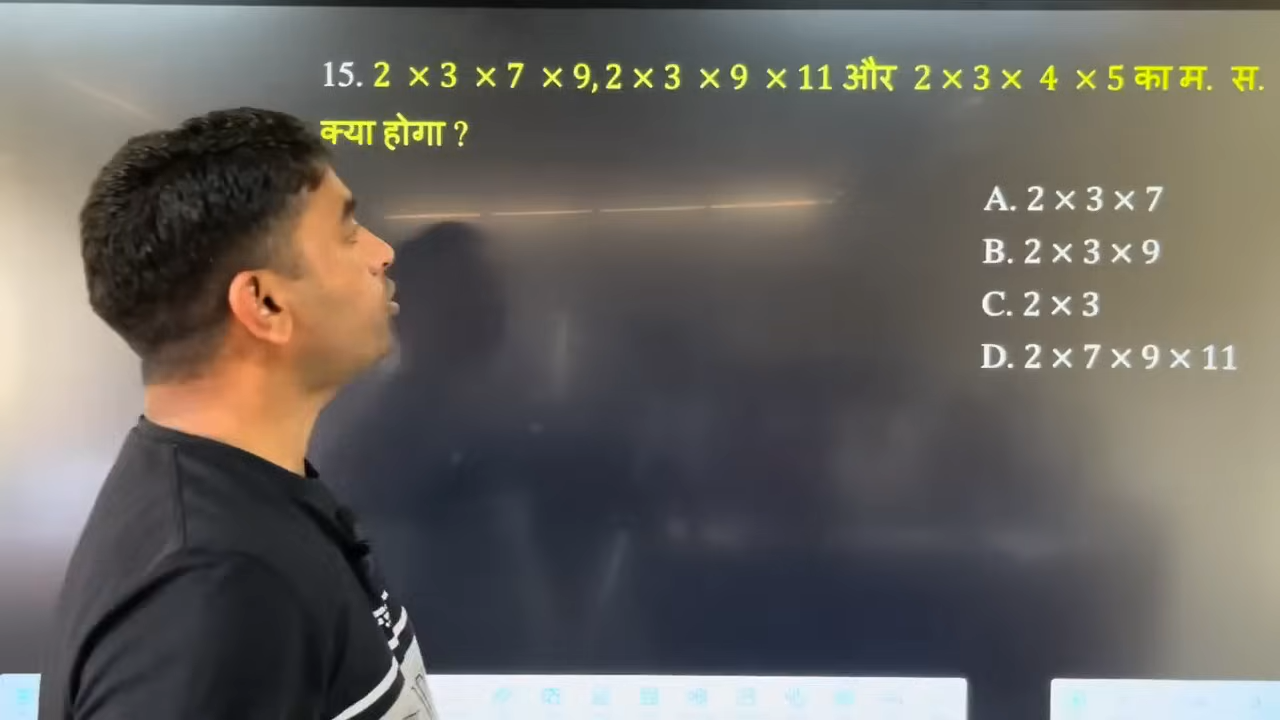 15. 2 × 3 × 7 × 9, 2 × 3 × 9 × 11 और 2 × 3 × 4 × 5 का म. स.
क्या होगा ?
A. 2 × 3 × 7
B. 2 × 3 × 9
C. 2 × 3
D. 2 × 7 × 9 × 11